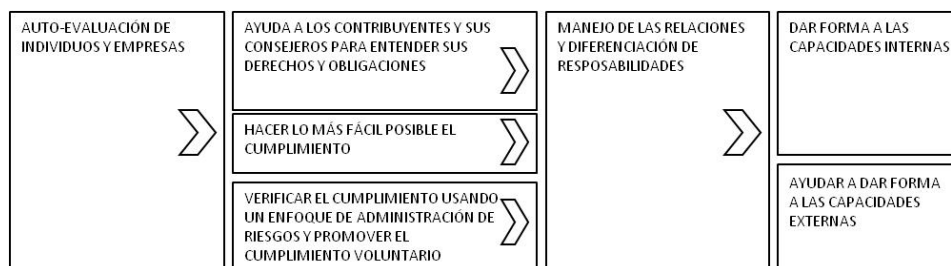 AUTO-EVALUACIÓN DE
INDIVIDUOS Y EMPRESAS
AYUDA A LOS CONTRIBUYENTES Y SUS
CONSEJEROS PARA ENTENDER SUS
DERECHOS Y OBLIGACIONES
HACER LO MÁS FÁCIL POSIBLE EL
CUMPLIMIENTO
VERIFICAR EL CUMPLIMIENTO USANDO
UN ENFOQUE DE ADMINISTRACIÓN DE
RIESGOS Y PROMOVER EL
CUMPLIMIENTO VOLUNTARIO
MANEJO DE LAS RELACIONES
Y DIFERENCIACIÓN DE
RESPOSABILIDADES
DAR FORMA A LAS
CAPACIDADES INTERNAS
AYUDAR A DAR FORMA
A LAS CAPACIDADES
EXTERNAS